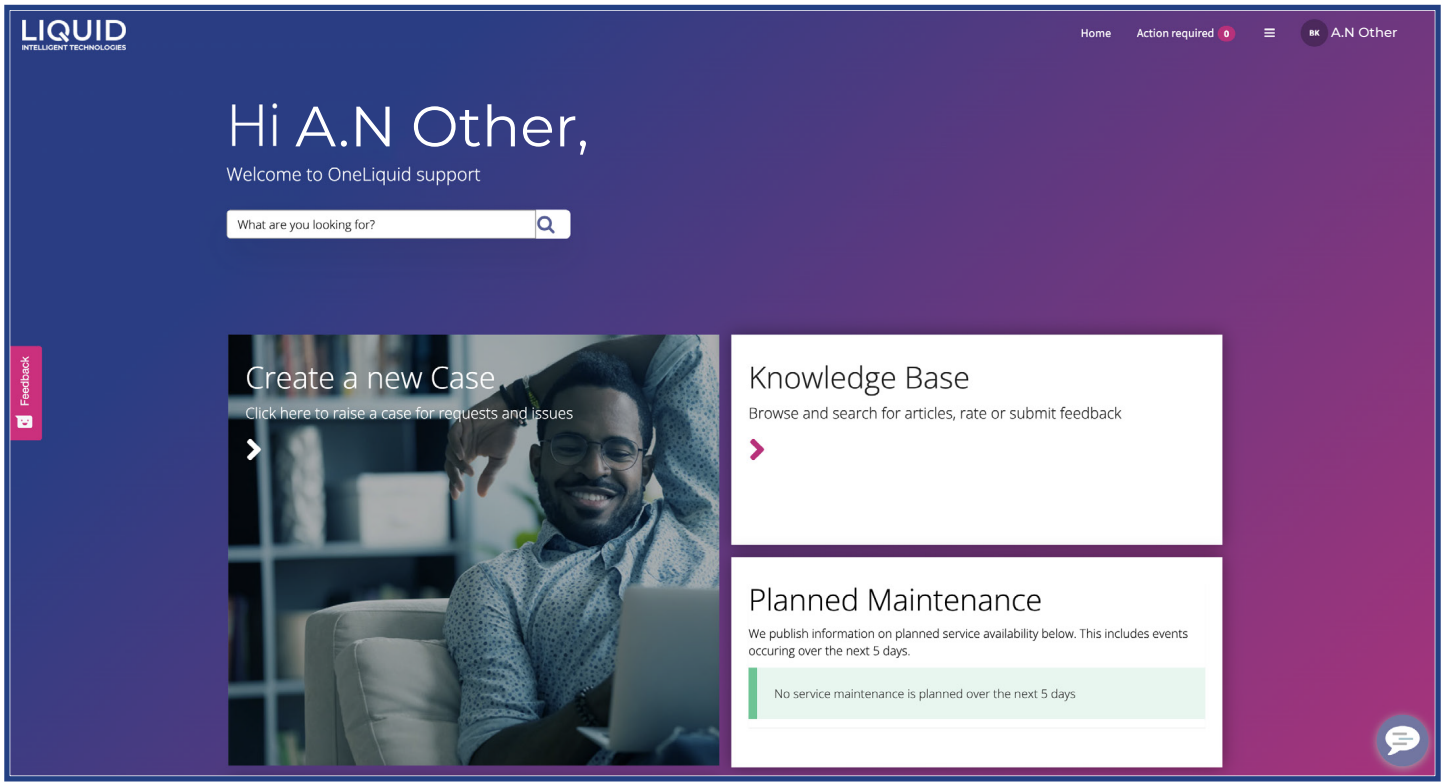 LIQUID
INTELLIGENT TECHNOLOGIES
Home
Action required 0
BK A.N Other
Hi A.N Other,
Welcome to OneLiquid support
What are you looking for?
Feedback
Create a new Case
Click here to raise a case for requests and issues
Knowledge Base
Browse and search for articles, rate or submit feedback
Planned Maintenance
We publish information on planned service availability below. This includes events
occuring over the next 5 days.
No service maintenance is planned over the next 5 days